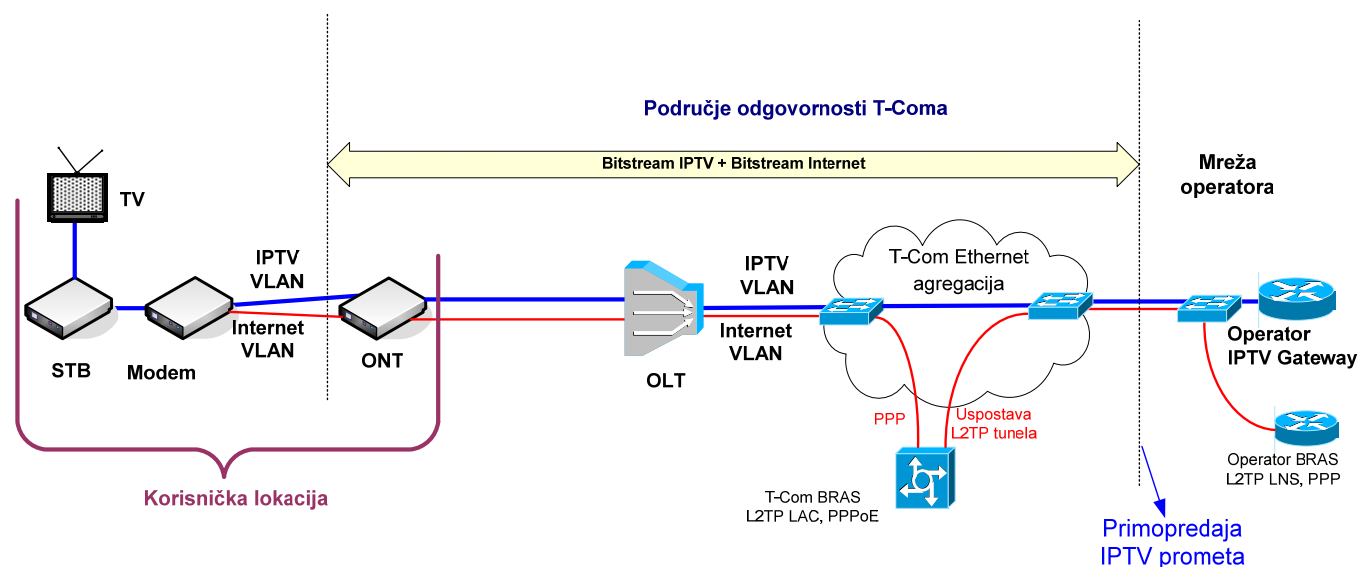 Područje odgovornosti T-Coma
Bitstream IPTV + Bitstream Internet
Mreža
operatora
TV
IPTV
VLAN
Internet
VLAN
STB
Modem
ONT
OLT
IPTV
VLAN
Internet
VLAN
T-Com Ethernet
agregacija
PPP
Uspostava
L2TP tunela
T-Com BRAS
L2TP LAC, PPPoE
Operator
IPTV Gateway
Operator BRAS
L2TP LNS, PPP
Korisnička lokacija
Primopredaja
IPTV prometa